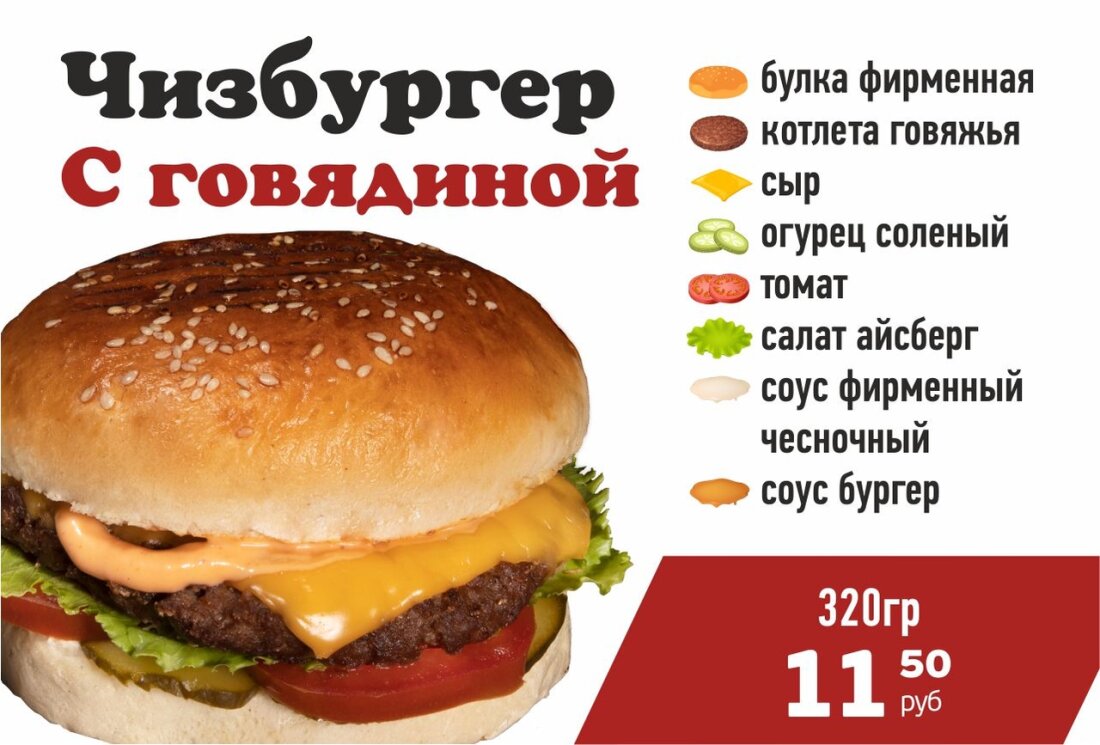 Чизбургер
С говядиной
булка фирменная
котлета говяжья
сыр
огурец соленый
томат
салат айсберг
соус фирменный
чесночный
соус бургер
320гр
11 50
руб